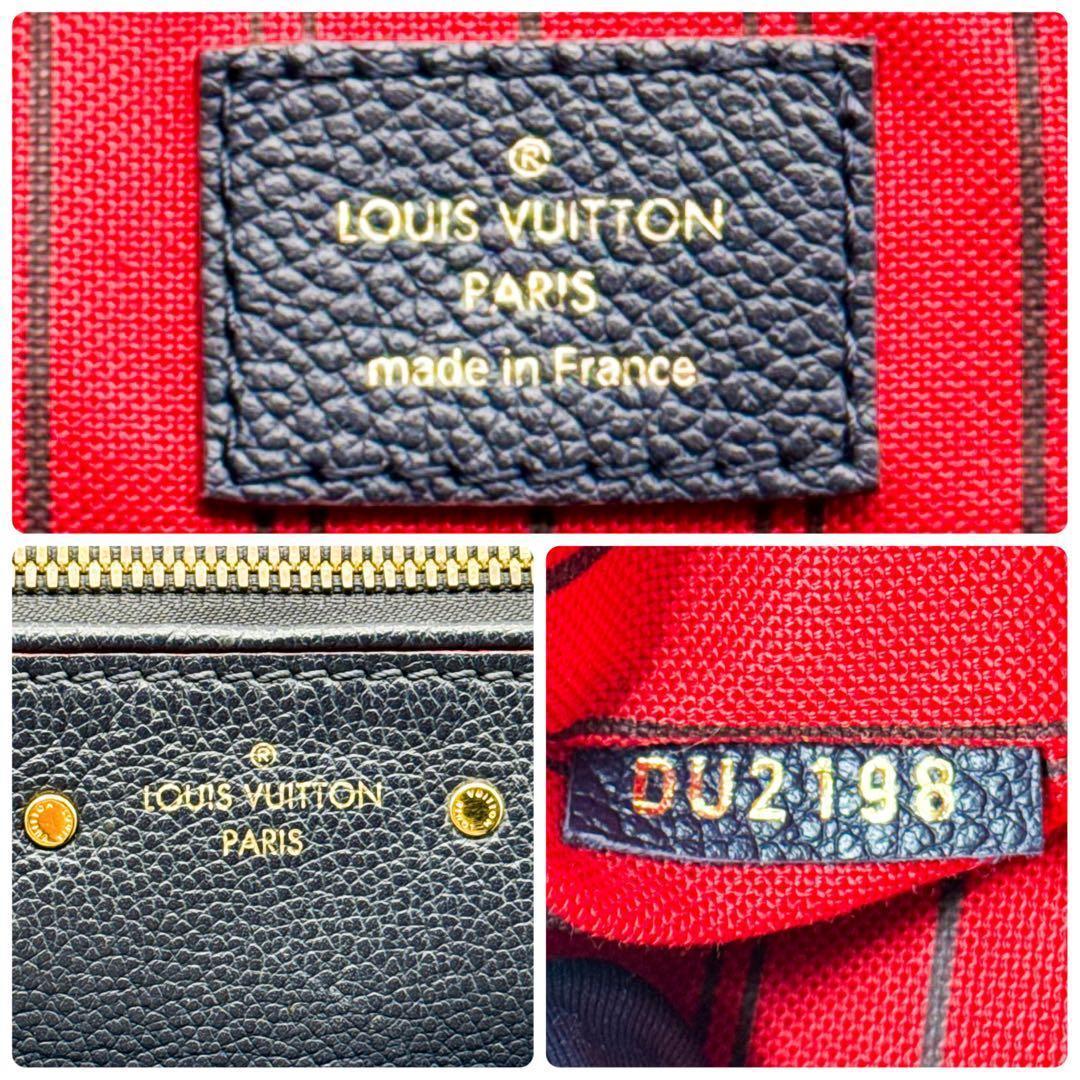 ®
LOUIS VUITTON
PARIS
made in France
®
LOUIS VUITTON
PARIS
DU2198